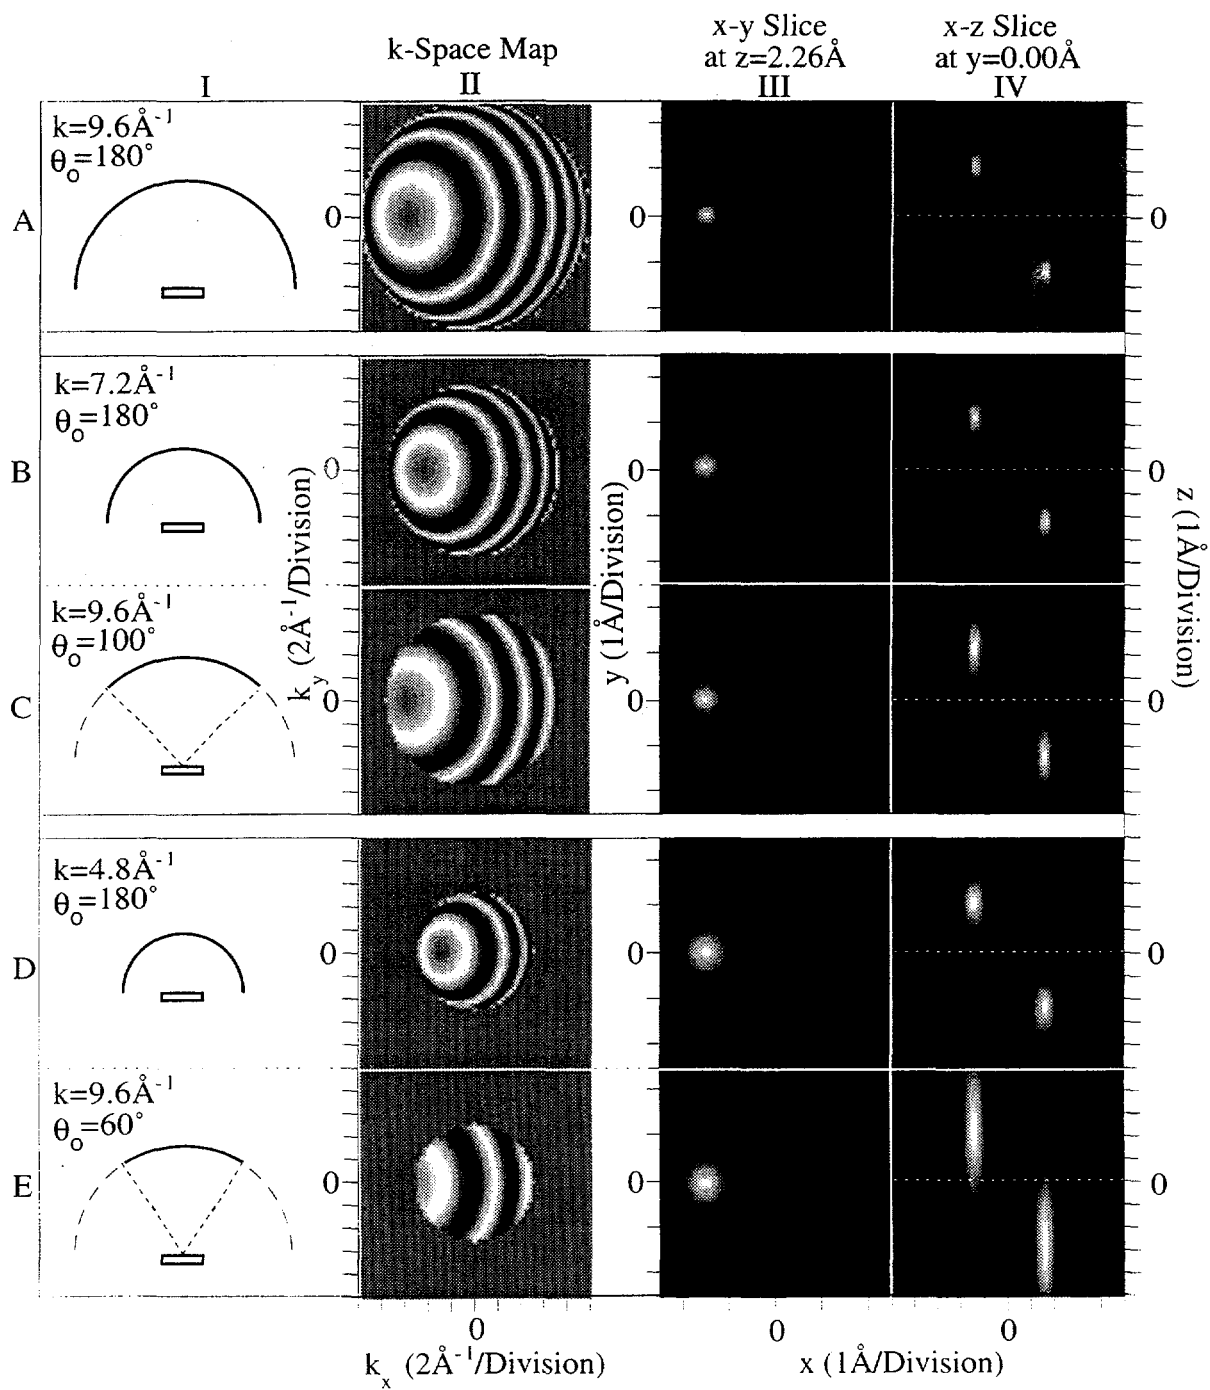 k-Space Map
x-y Slice
at z=2.26Å
x-z Slice
at y=0.00Å
I
II
III
IV
A
k=9.6Å⁻¹
θₒ=180°
0
0
0
B
k=7.2Å⁻¹
θₒ=180°
0
0
0
C
k=9.6Å⁻¹
θₒ=100°
0
0
0
k_y (2Å⁻¹/Division)
y (1Å/Division)
z (1Å/Division)
D
k=4.8Å⁻¹
θₒ=180°
0
0
0
E
k=9.6Å⁻¹
θₒ=60°
0
0
0
0
0
0
kₓ (2Å⁻¹/Division)
x (1Å/Division)